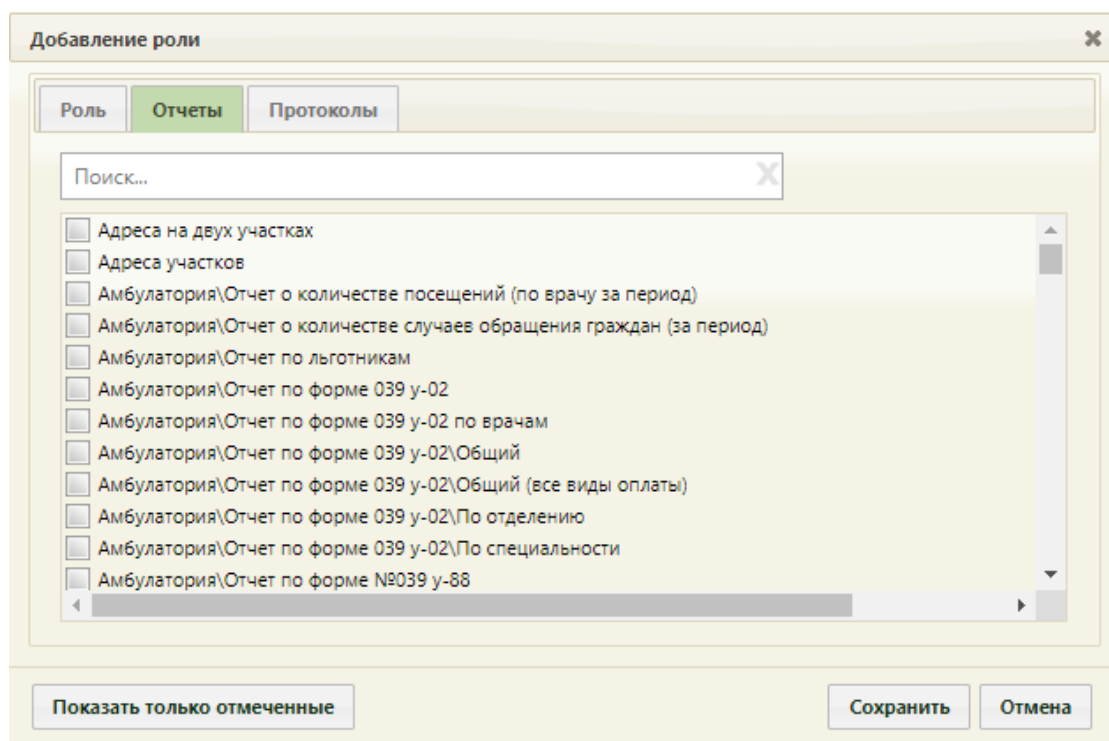 Добавление роли
Роль Отчеты Протоколы
Поиск...
Адреса на двух участках
Адреса участков
Амбулатория\Отчет о количестве посещений (по врачу за период)
Амбулатория\Отчет о количестве случаев обращения граждан (за период)
Амбулатория\Отчет по льготникам
Амбулатория\Отчет по форме 039 у-02
Амбулатория\Отчет по форме 039 у-02 по врачам
Амбулатория\Отчет по форме 039 у-02\Общий
Амбулатория\Отчет по форме 039 у-02\Общий (все виды оплаты)
Амбулатория\Отчет по форме 039 у-02\По отделению
Амбулатория\Отчет по форме 039 у-02\По специальности
Амбулатория\Отчет по форме №039 у-88
Показать только отмеченные Сохранить Отмена